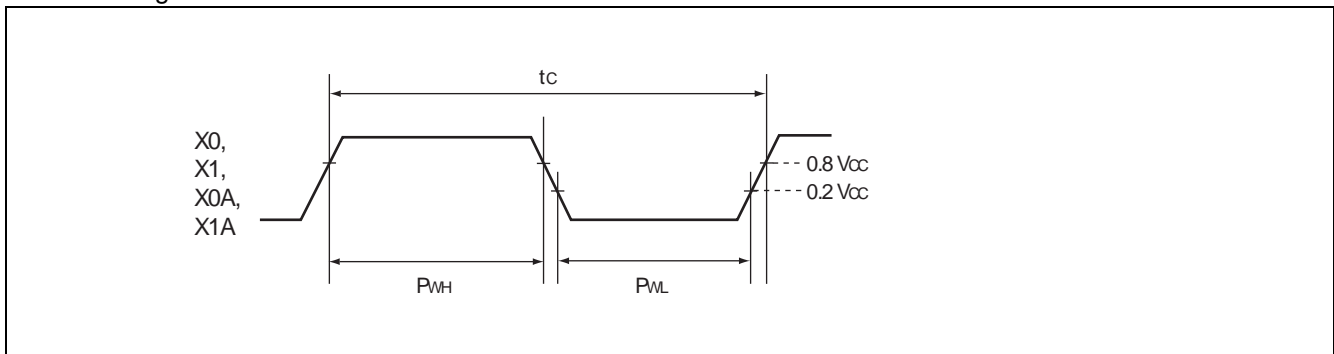 tC
X0,
X1,
X0A,
X1A
0.8 VCC
0.2 VCC
PWH
PWL